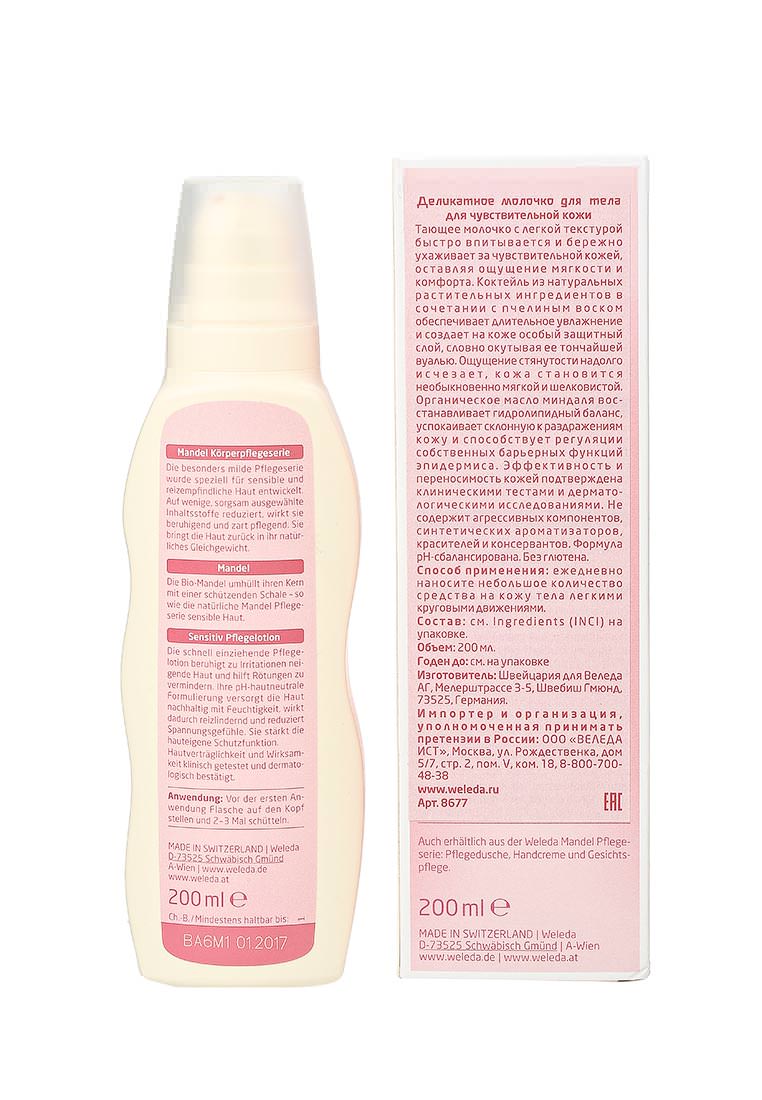 Mandel Körperpflegeserie
Die besonders milde Pflegeserie
wurde speziell für sensible und
reizempfindliche Haut entwickelt.
Auf wenige, sorgsam ausgewählte
Inhaltsstoffe reduziert, wirkt sie
beruhigend und zart pflegend. Sie
bringt die Haut zurück in ihr natür-
liches Gleichgewicht.
Mandel
Die Bio-Mandel umhüllt ihren Kern
mit einer schützenden Schale – so
wie die natürliche Mandel Pflege-
serie sensible Haut.
Sensitiv Pflegelotion
Die schnell einziehende Pflege-
lotion beruhigt zu Irritationen nei-
gende Haut und hilft Rötungen zu
vermindern. Ihre pH-hautneutrale
Formulierung versorgt die Haut
nachhaltig mit Feuchtigkeit, wirkt
dadurch reizlindernd und reduziert
Spannungsgefühle. Sie stärkt die
hauteigene Schutzfunktion.
Hautverträglichkeit und Wirksam-
keit klinisch getestet und dermato-
logisch bestätigt.
Anwendung: Vor der ersten An-
wendung Flasche auf den Kopf
stellen und 2–3 Mal schütteln.
MADE IN SWITZERLAND | Weleda
D-73525 Schwäbisch Gmünd
A-Wien | www.weleda.de
www.weleda.at
200 ml ℮
Ch.-B./Mindestens haltbar bis: 1
BA6M1 01.2017
Деликатное молочко для тела
для чувствительной кожи
Тающее молочко с легкой текстурой
быстро впитывается и бережно
ухаживает за чувствительной кожей,
оставляя ощущение мягкости и
комфорта. Коктейль из натуральных
растительных ингредиентов в
сочетании с пчелиным воском
обеспечивает длительное увлажнение
и создает на коже особый защитный
слой, словно окутывая ее тончайшей
вуалью. Ощущение стянутости надолго
исчезает, кожа становится
необыкновенно мягкой и шелковистой.
Органическое масло миндаля вос-
станавливает гидролипидный баланс,
успокаивает склонную к раздражениям
кожу и способствует регуляции
собственных барьерных функций
эпидермиса. Эффективность и
переносимость кожей подтверждена
клиническими тестами и дермато-
логическими исследованиями. Не
содержит агрессивных компонентов,
синтетических ароматизаторов,
красителей и консервантов. Формула
pH-сбалансирована. Без глютена.
Способ применения: ежедневно
наносите небольшое количество
средства на кожу тела легкими
круговыми движениями.
Состав: см. Ingredients (INCI) на
упаковке.
Объем: 200 мл.
Годен до: см. на упаковке
Изготовитель: Швейцария для Веледа
АГ, Мелерштрассе 3-5, Швебиш Гмюнд,
73525, Германия.
Импортер и организация,
уполномоченная принимать
претензии в России: ООО «ВЕЛЕДА
ИСТ», Москва, ул. Рождественка, дом
5/7, стр. 2, пом. V, ком. 18, 8-800-700-
48-38
www.weleda.ru
Арт. 8677 EAC
Auch erhältlich aus der Weleda Mandel Pflege-
serie: Pflegedusche, Handcreme und Gesichts-
pflege.
200 ml ℮
MADE IN SWITZERLAND | Weleda
D-73525 Schwäbisch Gmünd | A-Wien
www.weleda.de | www.weleda.at